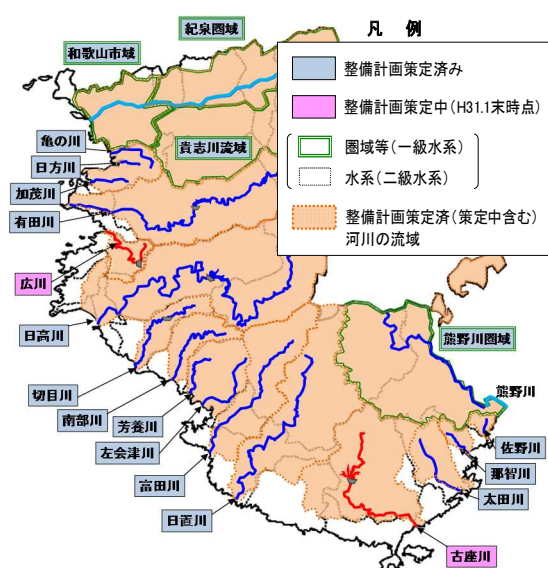 紀泉圏域
和歌山市域
凡 例
整備計画策定済み
整備計画策定中(H31.1末時点)
圏域等(一級水系)
水系(二級水系)
整備計画策定済(策定中含む)
河川の流域
貴志川流域
亀の川
日方川
加茂川
有田川
広川
日高川
切目川
南部川
芳養川
左会津川
富田川
日置川
熊野川圏域
熊野川
佐野川
那智川
太田川
古座川